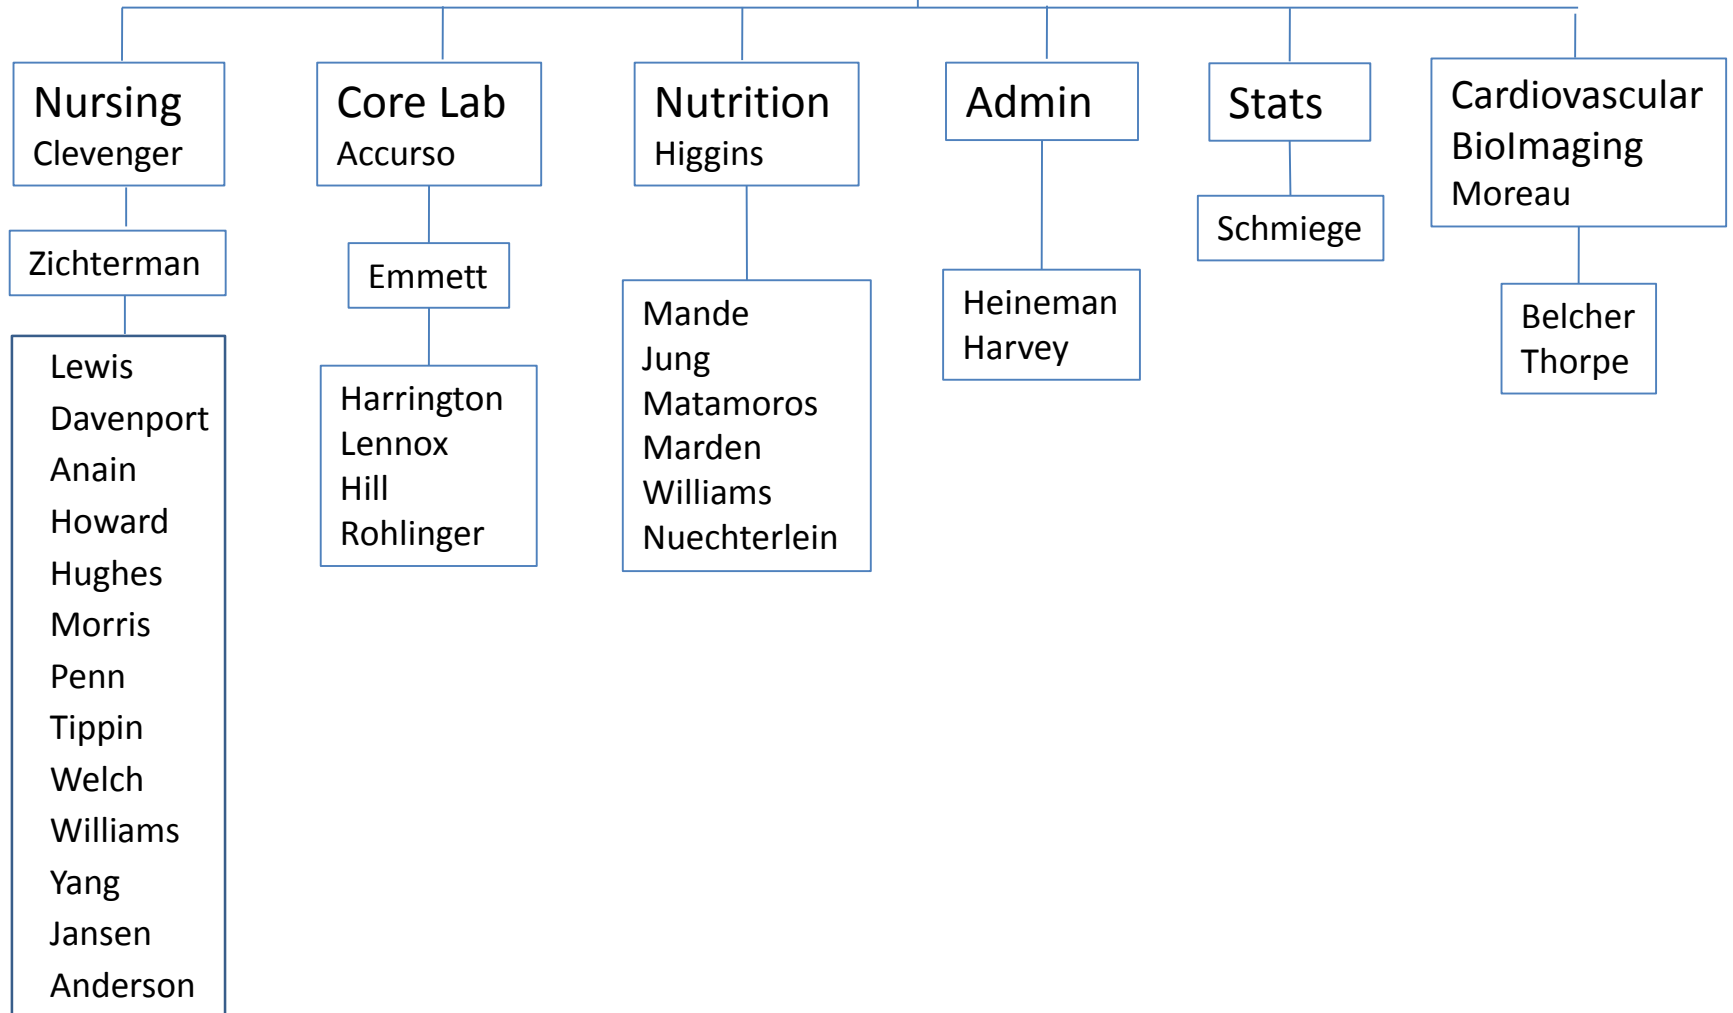 Nursing
Clevenger
Zichterman
Lewis
Davenport
Anain
Howard
Hughes
Morris
Penn
Tippin
Welch
Williams
Yang
Jansen
Anderson
Core Lab
Accurso
Emmett
Harrington
Lennox
Hill
Rohlinger
Nutrition
Higgins
Mande
Jung
Matamoros
Marden
Williams
Nuechterlein
Admin
Heineman
Harvey
Stats
Schmiege
Cardiovascular
BioImaging
Moreau
Belcher
Thorpe